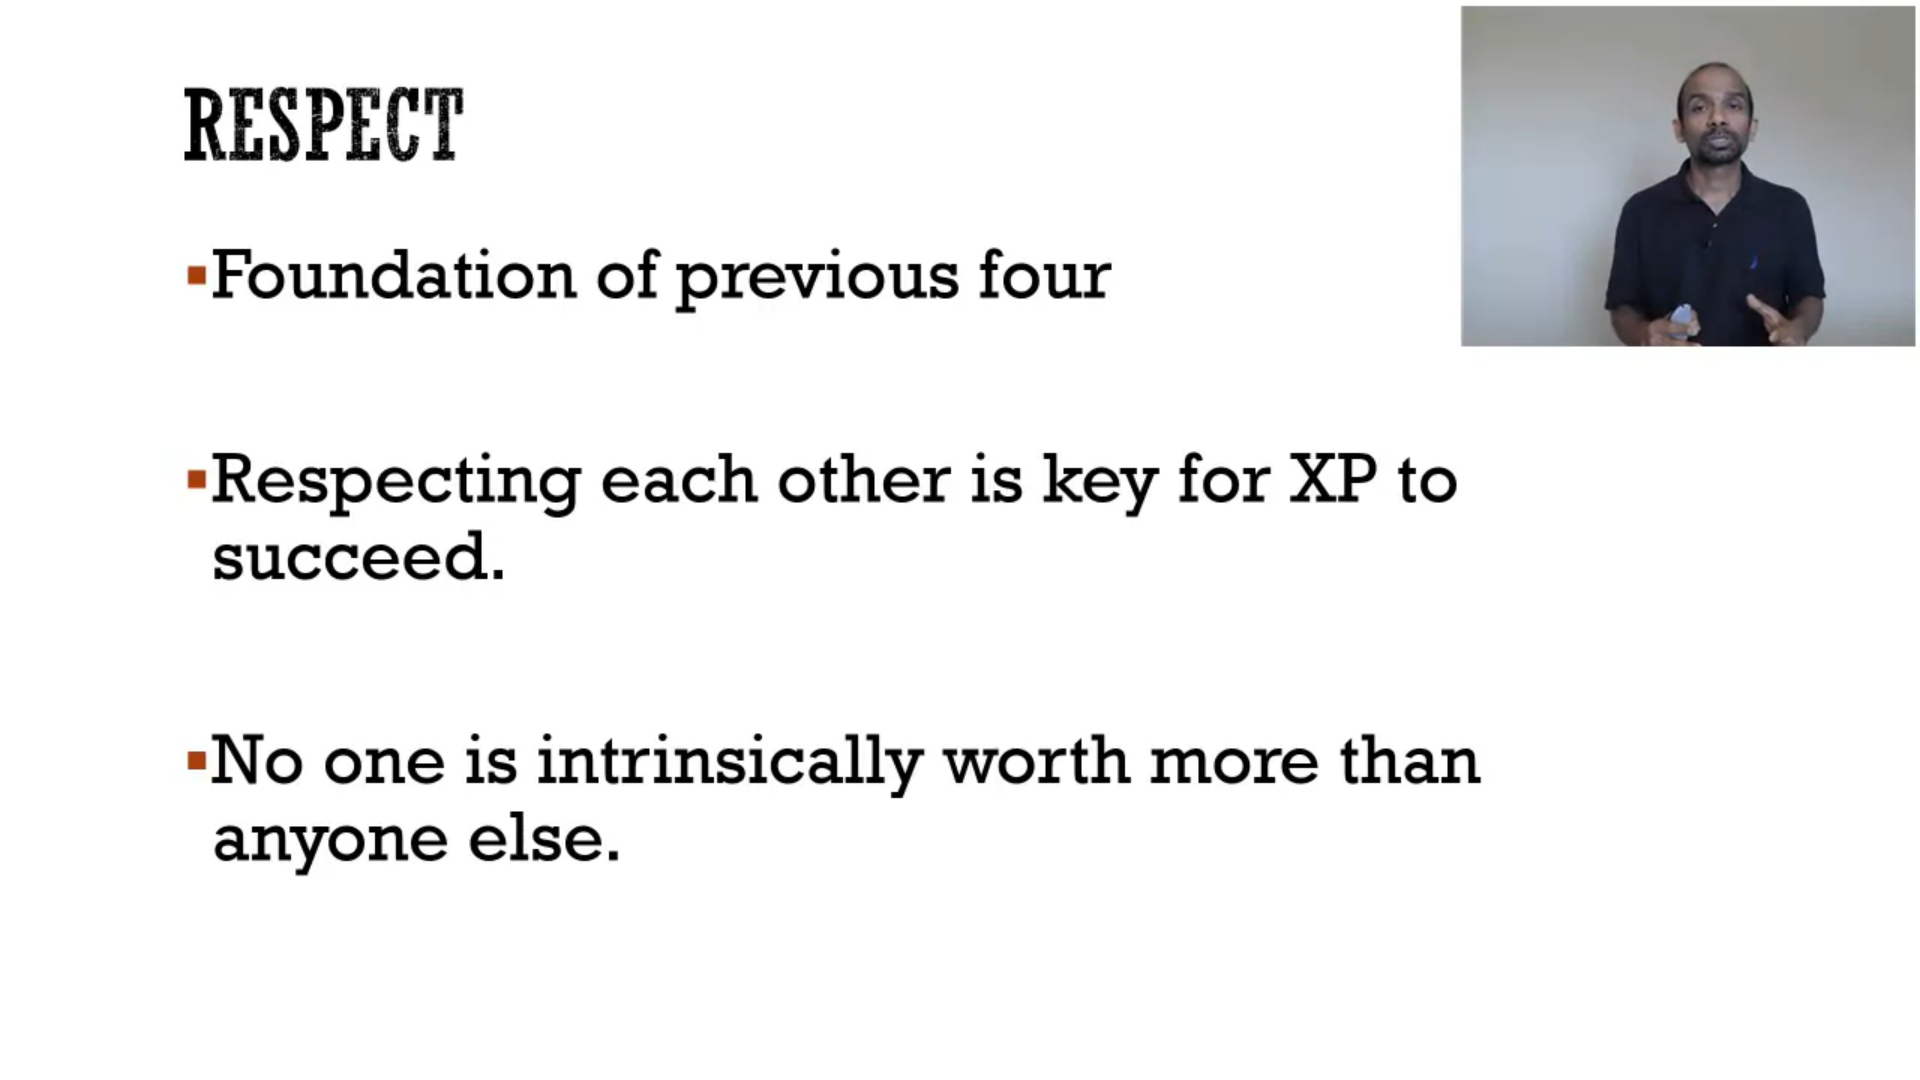 RESPECT
▪Foundation of previous four
▪Respecting each other is key for XP to
succeed.
▪No one is intrinsically worth more than
anyone else.